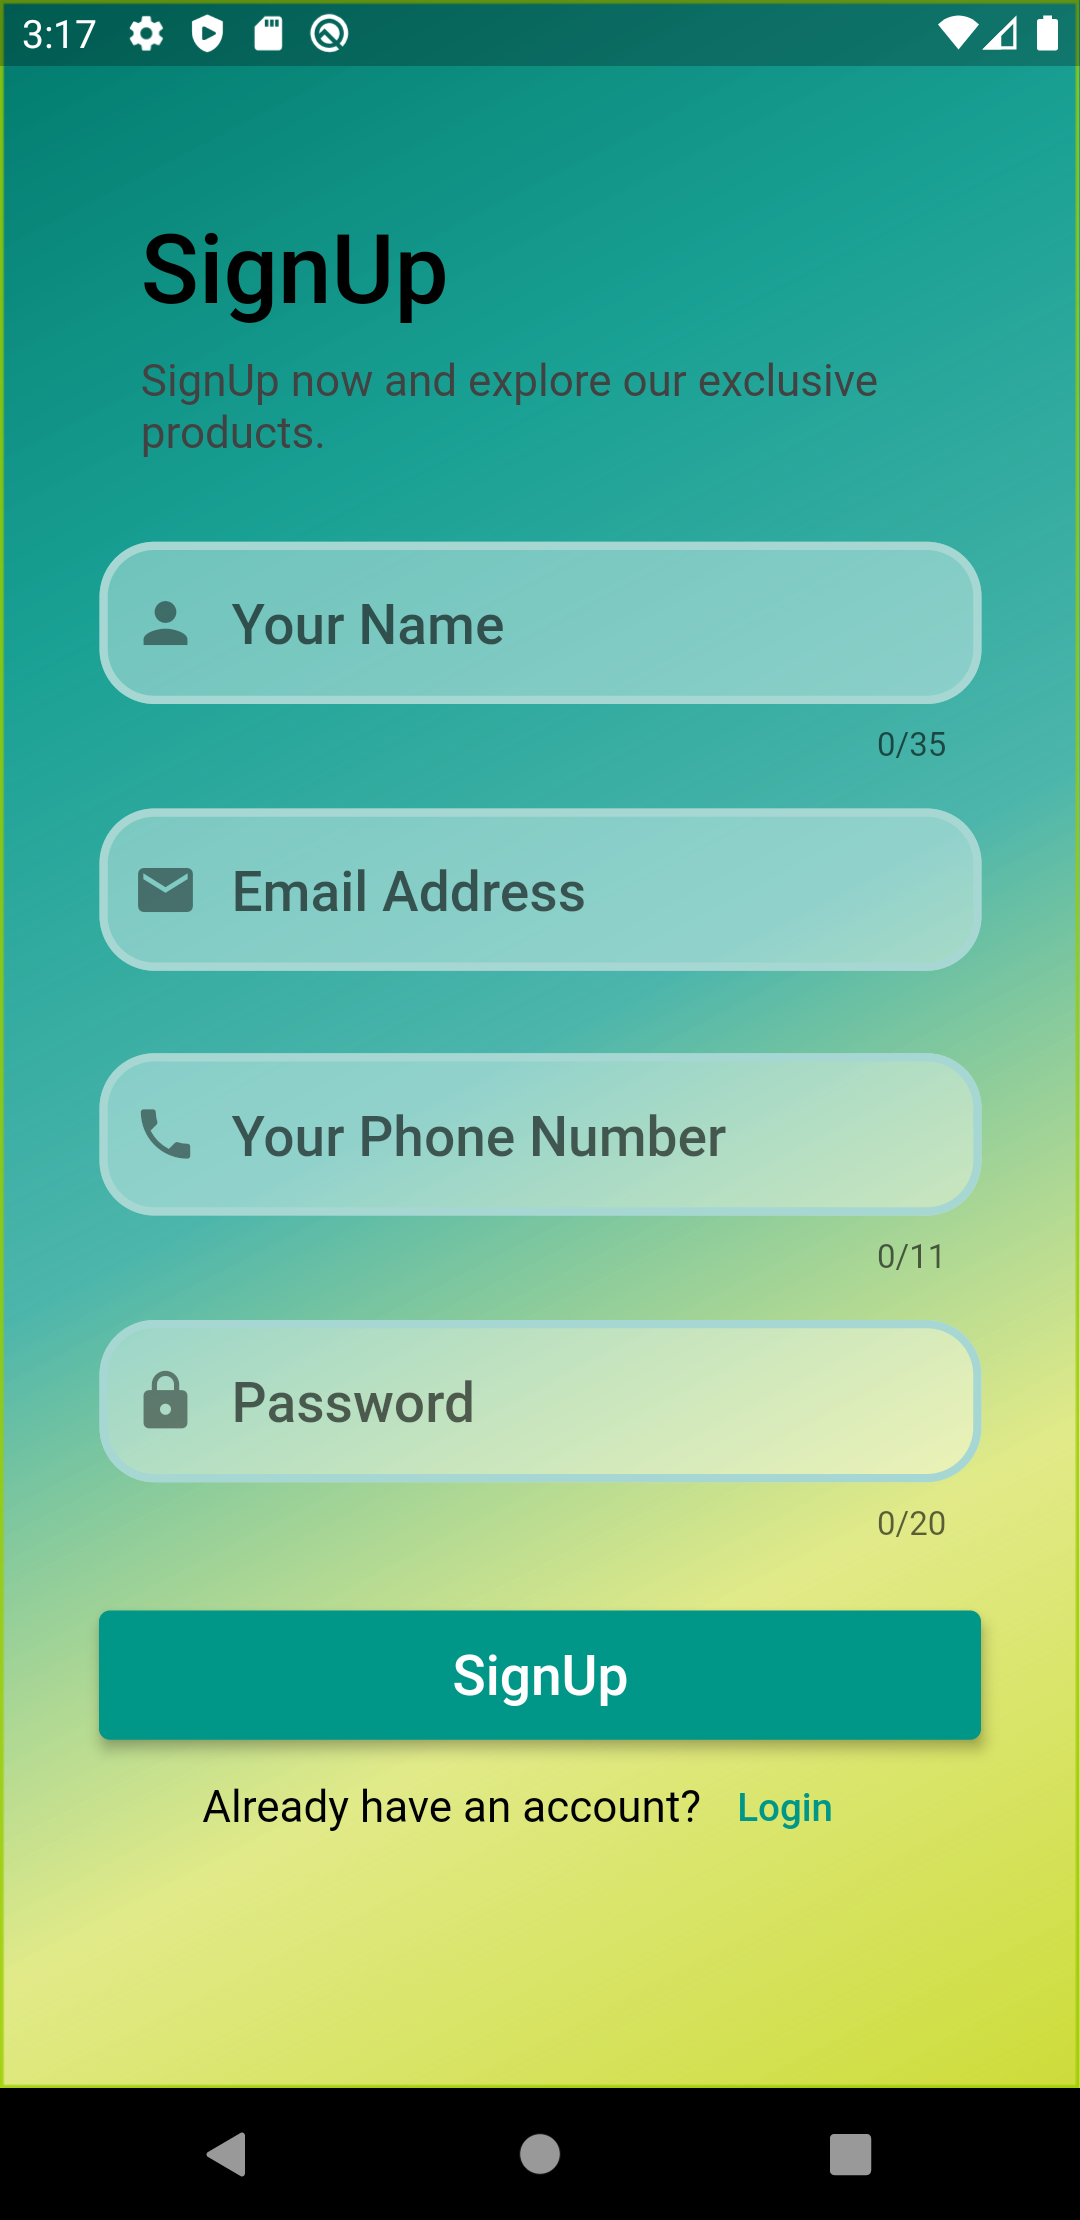 3:17
SignUp
SignUp now and explore our exclusive
products.
Your Name
0/35
Email Address
Your Phone Number
0/11
Password
0/20
SignUp
Already have an account? Login